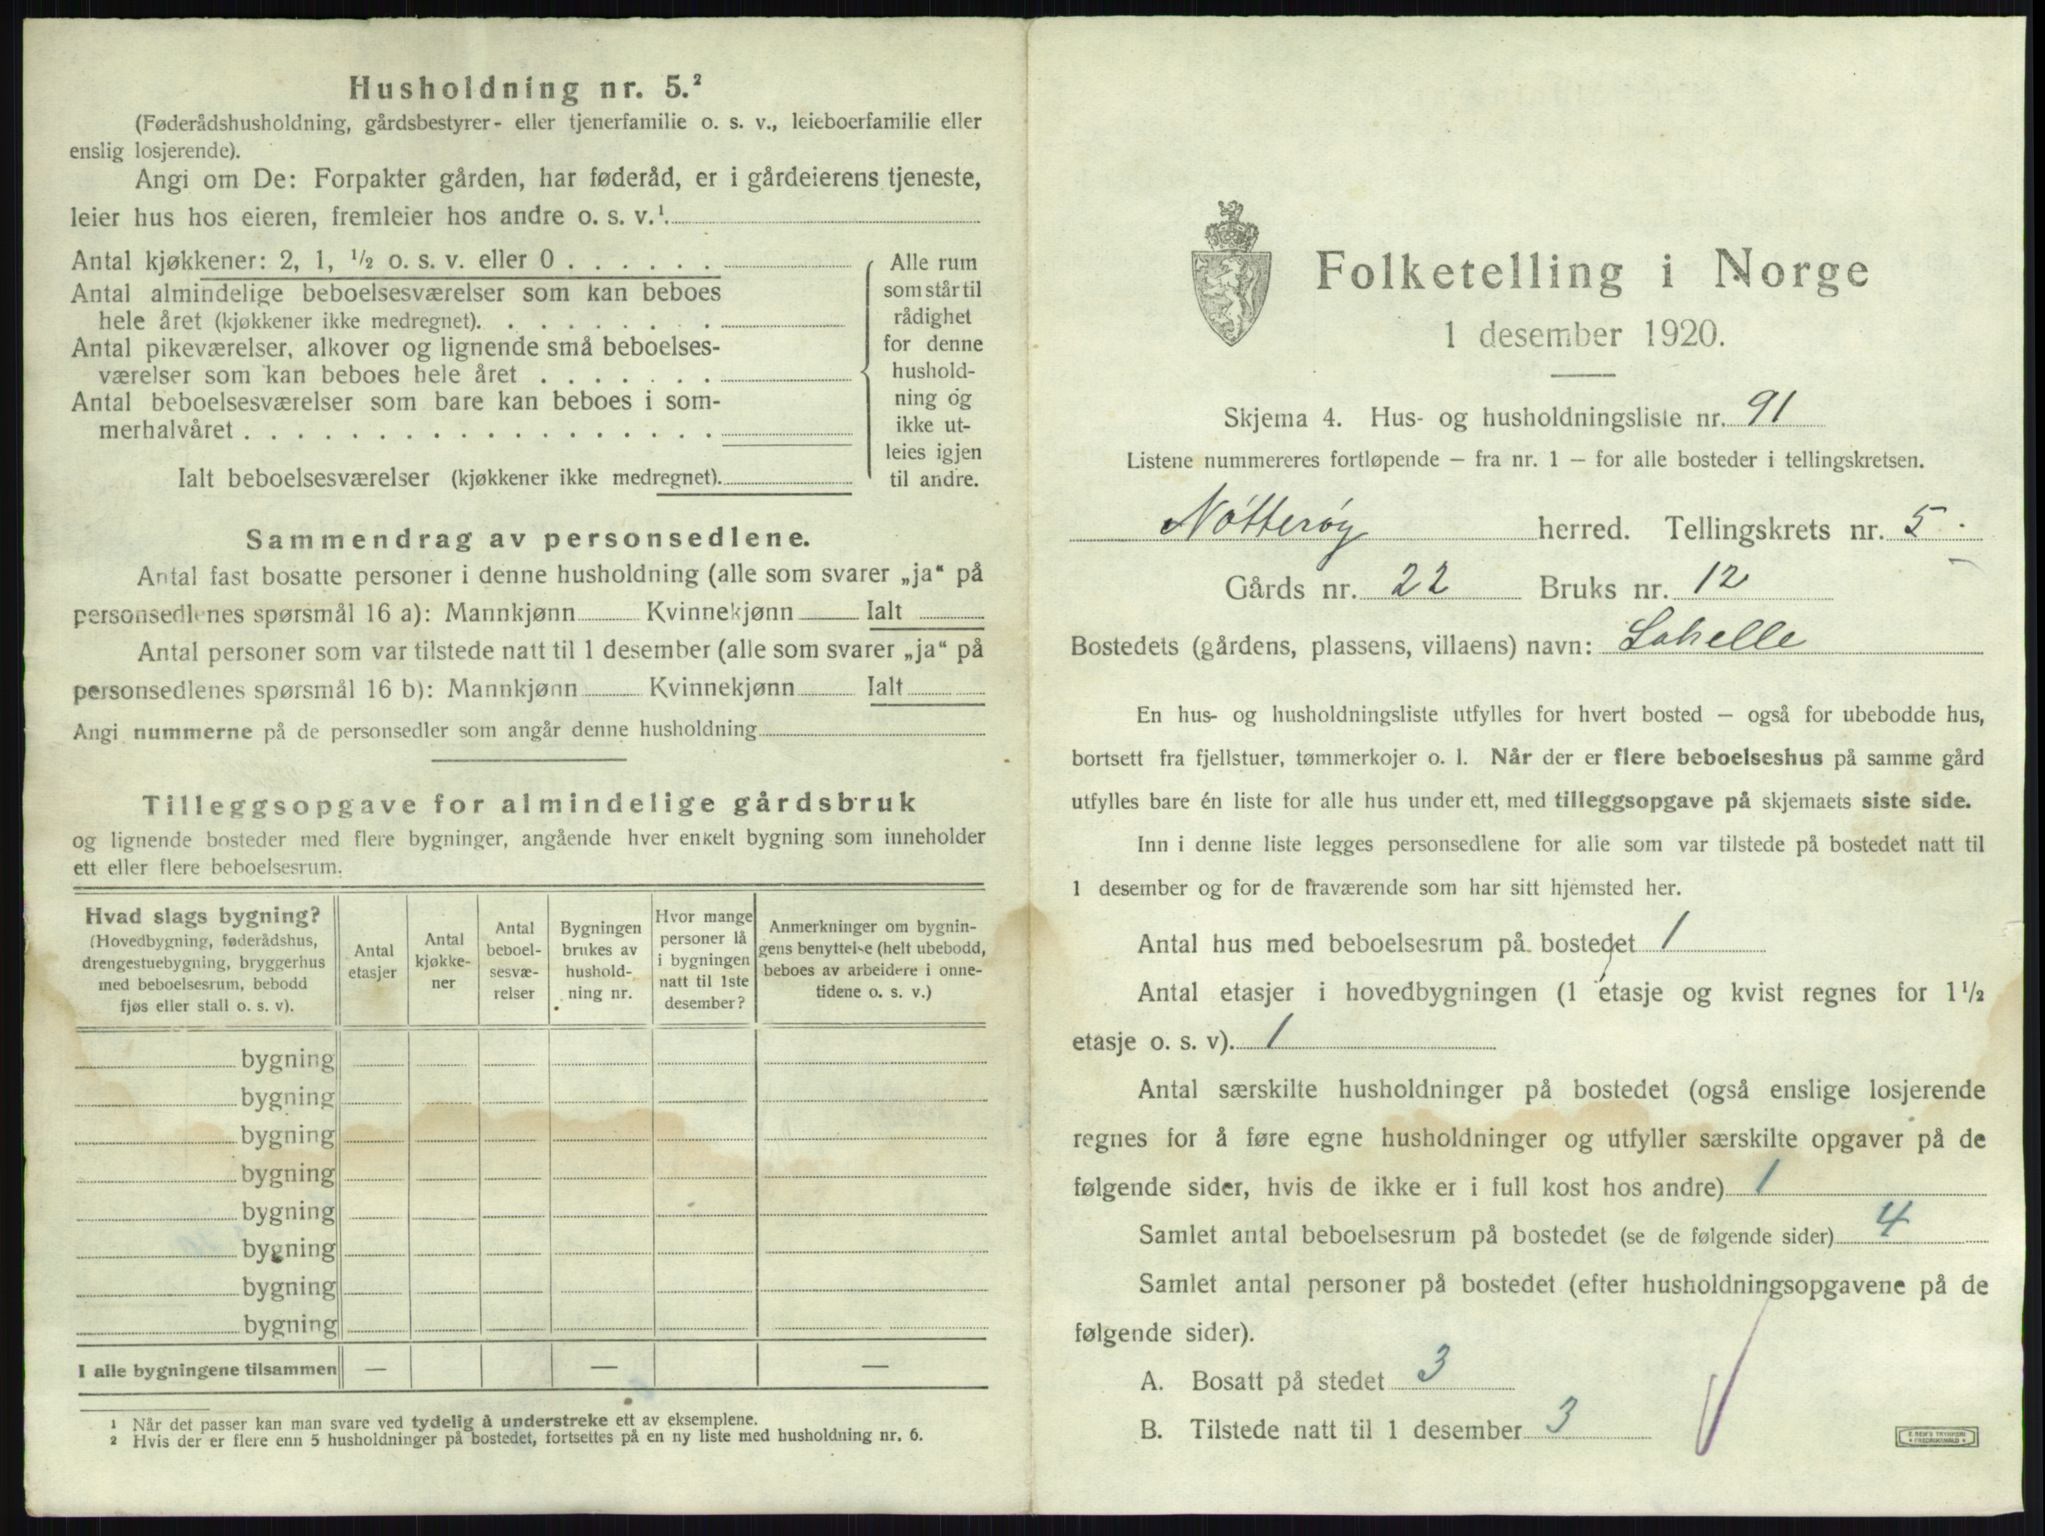 Husholdning nr. 5.²
(Føderådshusholdning, gårdsbestyrer- eller tjenerfamilie o. s. v., leieboerfamilie eller
enslig losjerende).
Angi om De: Forpakter gården, har føderåd, er i gårdeierens tjeneste,
leier hus hos eieren, fremleier hos andre o. s. v.¹
Antal kjøkkener: 2, 1, ½ o. s. v. eller 0
Antal almindelige beboelsesværelser som kan beboes
hele året (kjøkkener ikke medregnet).
Antal pikeværelser, alkover og lignende små beboelses-
værelser som kan beboes hele året
Antal beboelsesværelser som bare kan beboes i som-
merhalvåret
Ialt beboelsesværelser (kjøkkener ikke medregnet).
Alle rum
som står til
rådighet
for denne
hushold-
ning og
ikke ut-
leies igjen
til andre.
Sammendrag av personsedlene.
Antal fast bosatte personer i denne husholdning (alle som svarer „ja“ på
personsedlenes spørsmål 16 a): Mannkjønn Kvinnekjønn Ialt
Antal personer som var tilstede natt til 1 desember (alle som svarer „ja“ på
personsedlenes spørsmål 16 b): Mannkjønn Kvinnekjønn Ialt
Angi nummerne på de personsedler som angår denne husholdning
Tilleggsopgave for almindelige gårdsbruk
og lignende bosteder med flere bygninger, angående hver enkelt bygning som inneholder
ett eller flere beboelsesrum.
Hvad slags bygning?
(Hovedbygning, føderådshus,
drengestuebygning, bryggerhus
med beboelsesrum, bebodd
fjøs eller stall o. s. v).
Antal
etasjer
Antal
kjøkke-
ner
Antal
beboel-
sesvæ-
relser
Bygningen
brukes av
hushold-
ning nr.
Hvor mange
personer lå
i bygningen
natt til 1ste
desember?
Anmerkninger om bygnin-
gens benyttelse (helt ubebodd,
beboes av arbeidere i onne-
tidene o. s. v.)
bygning
bygning
bygning
bygning
bygning
bygning
bygning
bygning
I alle bygningene tilsammen — — —
¹ Når det passer kan man svare ved tydelig å understreke ett av eksemplene.
² Hvis der er flere enn 5 husholdninger på bostedet, fortsettes på en ny liste med husholdning nr. 6.
Folketelling i Norge
1 desember 1920.
Skjema 4. Hus- og husholdningsliste nr. 91
Listene nummereres fortløpende – fra nr. 1 – for alle bosteder i tellingskretsen.
Nótterøy herred. Tellingskrets nr. 5.
Gårds nr. 22 Bruks nr. 12
Bostedets (gårdens, plassens, villaens) navn: Solvelle
En hus- og husholdningsliste utfylles for hvert bosted – også for ubebodde hus,
bortsett fra fjellstuer, tømmerkojer o. l. Når der er flere beboelseshus på samme gård
utfylles bare én liste for alle hus under ett, med tilleggsopgave på skjemaets siste side.
Inn i denne liste legges personsedlene for alle som var tilstede på bostedet natt til
1 desember og for de fraværende som har sitt hjemsted her.
Antal hus med beboelsesrum på bostedet 1
Antal etasjer i hovedbygningen (1 etasje og kvist regnes for 1½
etasje o. s. v). 1
Antal særskilte husholdninger på bostedet (også enslige losjerende
regnes for å føre egne husholdninger og utfyller særskilte opgaver på de
følgende sider, hvis de ikke er i full kost hos andre) 1
Samlet antal beboelsesrum på bostedet (se de følgende sider) 4
Samlet antal personer på bostedet (efter husholdningsopgavene på de
følgende sider).
A. Bosatt på stedet 3
B. Tilstede natt til 1 desember 3